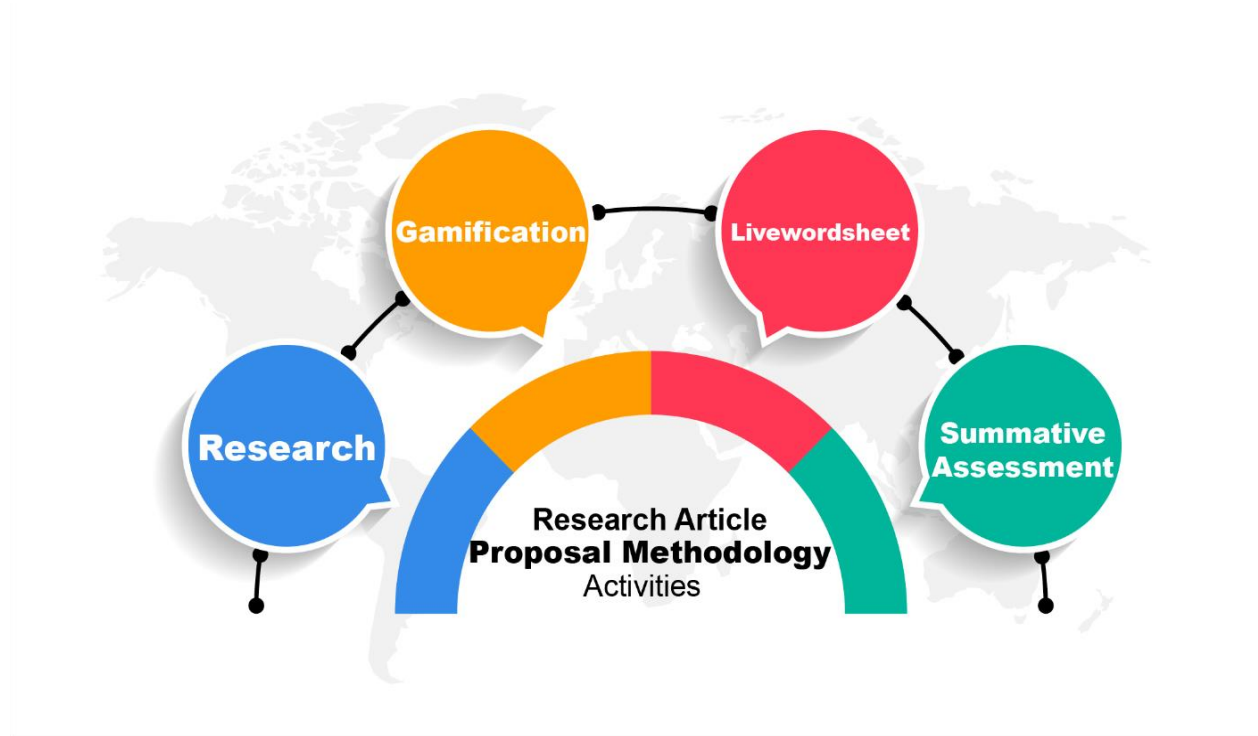 Gamification
Livewordsheet
Research
Summative
Assessment
Research Article
Proposal Methodology
Activities